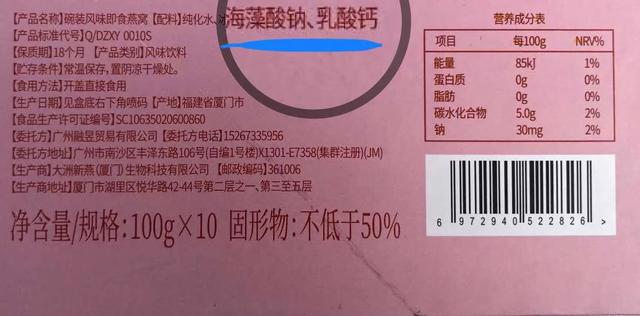 【产品名称】碗装风味即食燕窝 【配料】纯化水、冰
海藻酸钠、乳酸钙
【产品标准代号】Q/DZXY 0010S
【保质期】18个月 【产品类别】风味饮料
【贮存条件】常温保存,置阴凉干燥处。
【食用方法】开盖直接食用
【生产日期】见盒底右下角喷码 【产地】福建省厦门市
【食品生产许可证编号】SC10635020600860
【委托方】广州融昱贸易有限公司 【委托方电话】15267335956
【委托方地址】广州市南沙区丰泽东路106号(自编1号楼)X1301-E7358(集群注册)(JM)
【生产商】大洲新燕(厦门)生物科技有限公司 【邮政编码】361006
【生产商地址】厦门市湖里区悦华路42-44号第二层之一、第三至五层
净含量/规格:100g×10 固形物:不低于50%
营养成分表
项目 每100g NRV%
能量 85kJ 1%
蛋白质 0g 0%
脂肪 0g 0%
碳水化合物 5.0g 2%
钠 30mg 2%
6 972940 522826 >